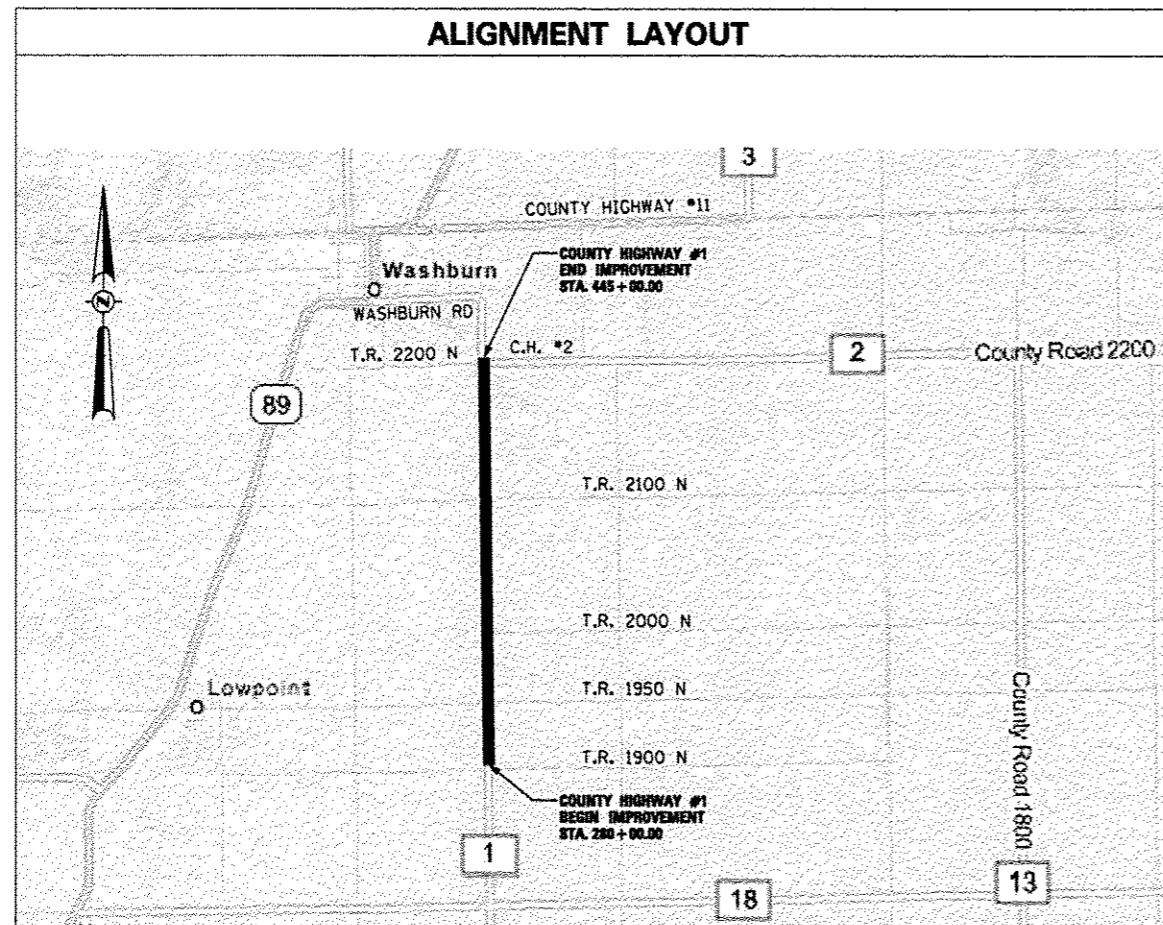 ALIGNMENT LAYOUT
3
COUNTY HIGHWAY #11
COUNTY HIGHWAY #1
END IMPROVEMENT
STA. 445+00.00
Washburn
WASHBURN RD
T.R. 2200 N
C.H. #2
2
County Road 2200
89
N
T.R. 2100 N
T.R. 2000 N
Lowpoint
T.R. 1950 N
T.R. 1900 N
County Road 1800
COUNTY HIGHWAY #1
BEGIN IMPROVEMENT
STA. 280+00.00
1
18
13